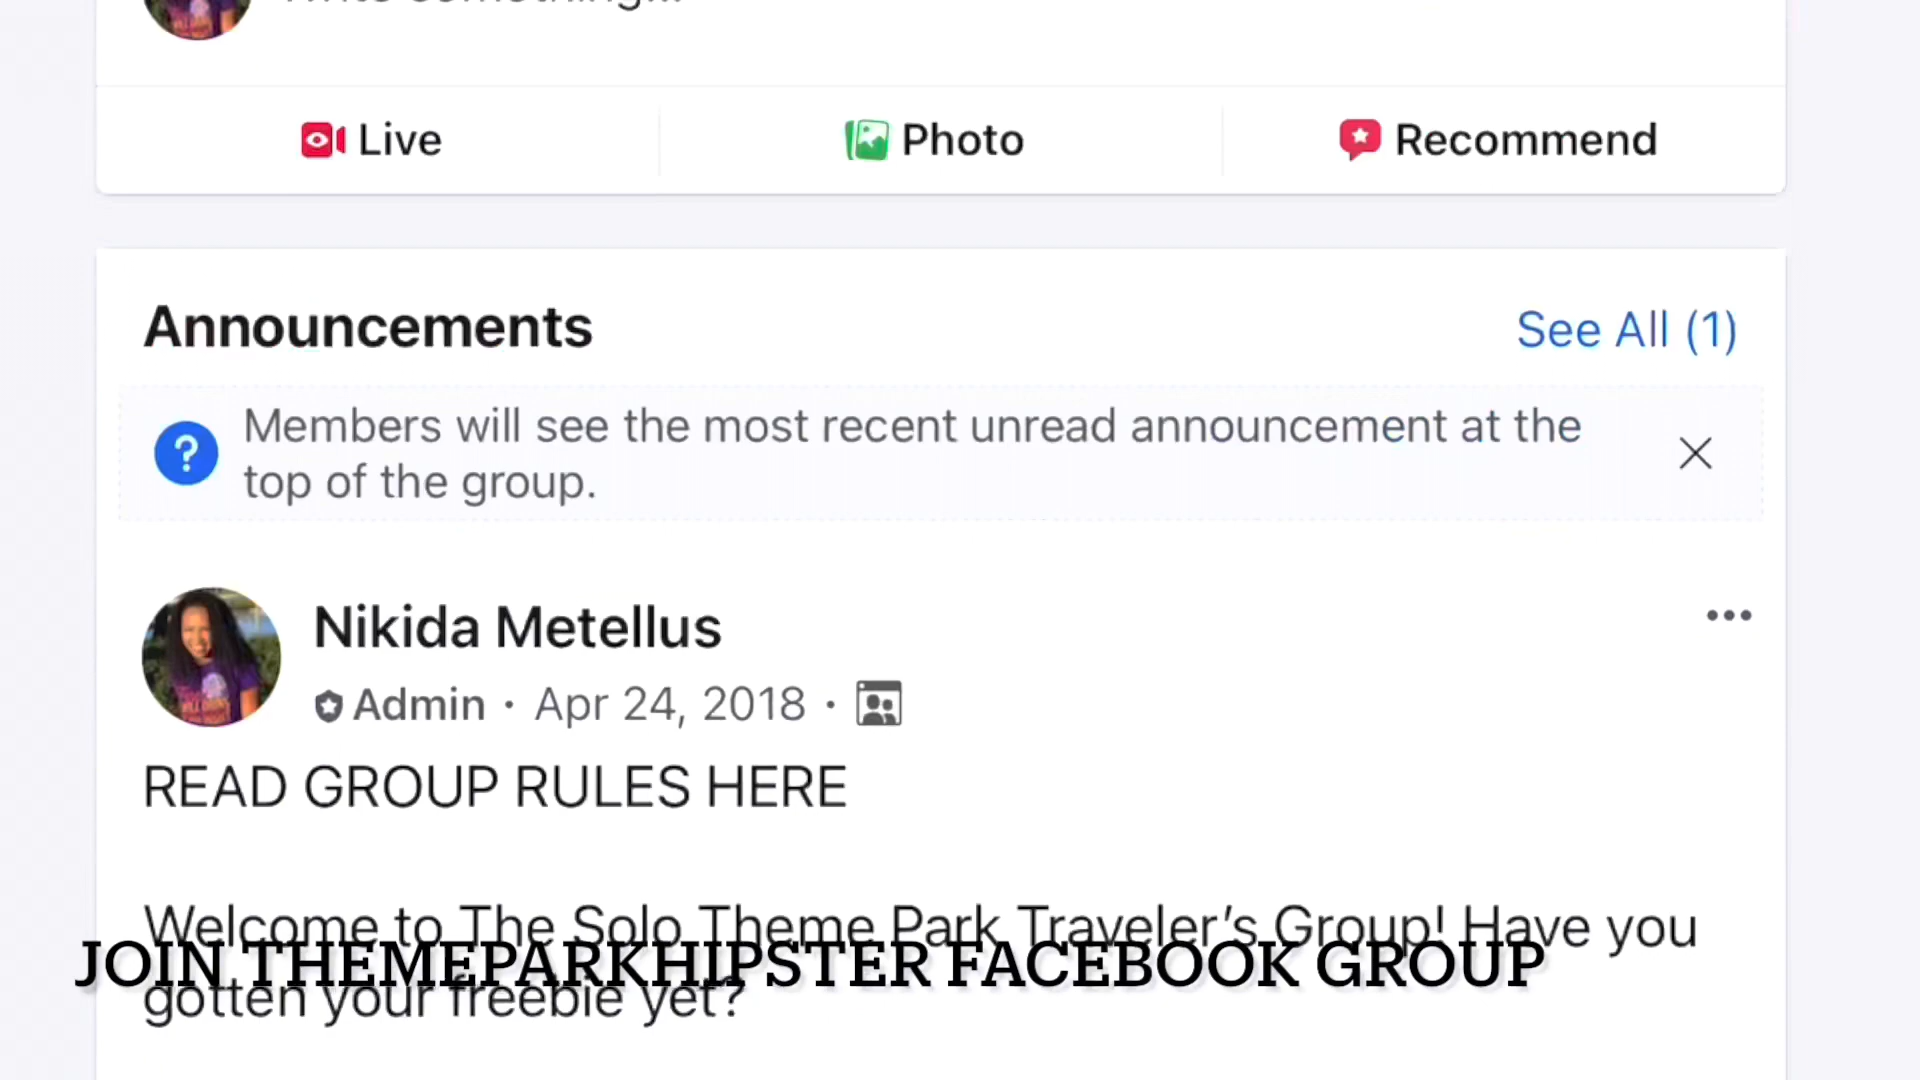 Write something...
Live
Photo
Recommend
Announcements
See All (1)
Members will see the most recent unread announcement at the
top of the group.
Nikida Metellus
Admin · Apr 24, 2018 ·
READ GROUP RULES HERE
Welcome to The Solo Theme Park Traveler's Group! Have you
gotten your freebie yet?
JOIN THEMEPARKHIPSTER FACEBOOK GROUP